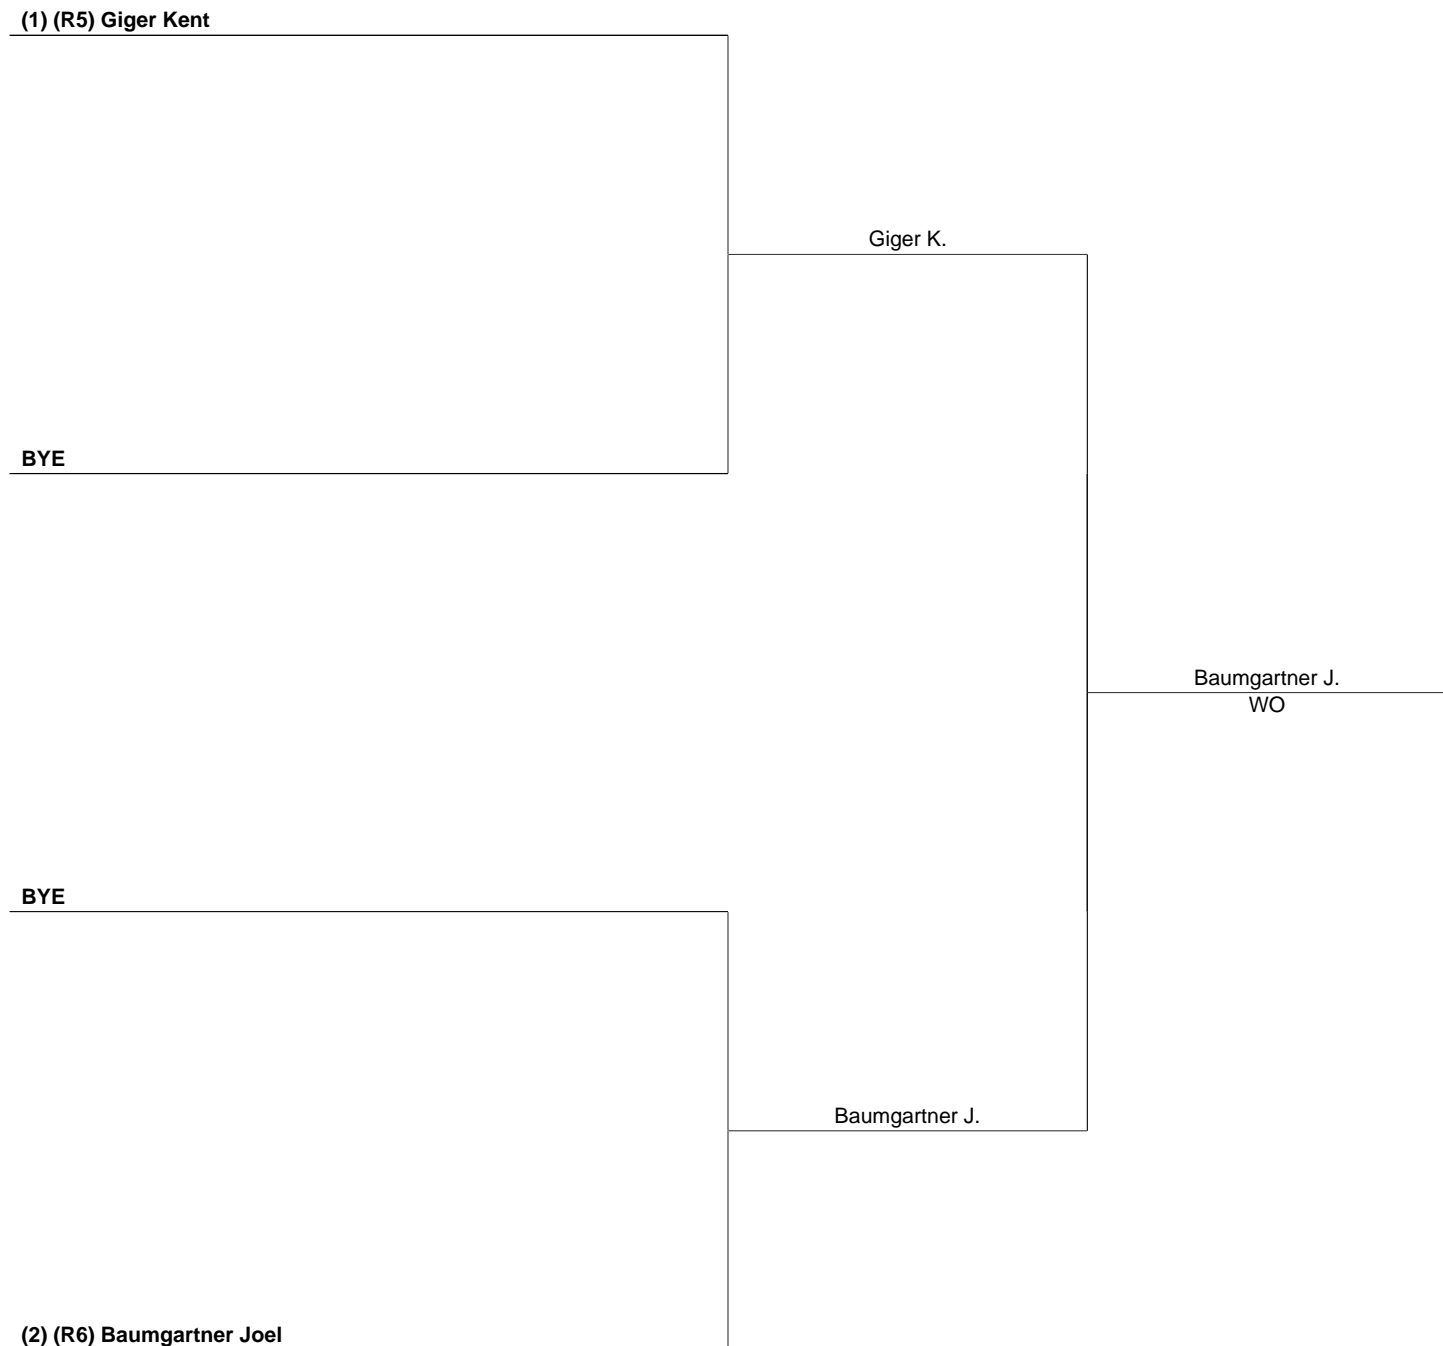 (1) (R5) Giger Kent
Giger K.
BYE
Baumgartner J.
WO
BYE
Baumgartner J.
(2) (R6) Baumgartner Joel